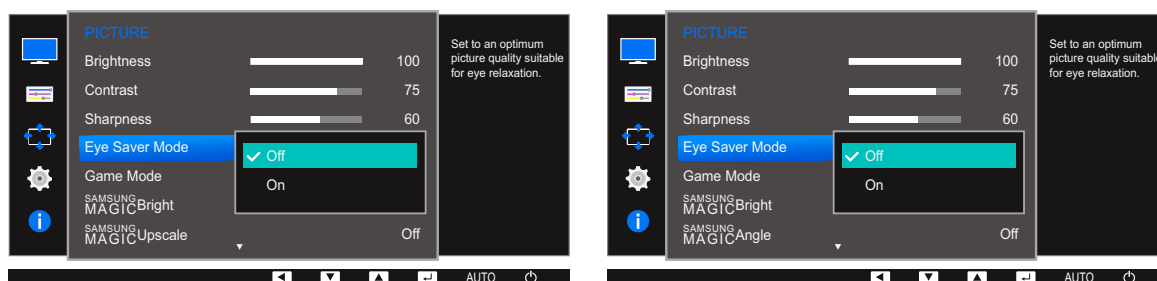 PICTURE
Brightness 100
Contrast 75
Sharpness 60
Eye Saver Mode
Off
Game Mode
On
SAMSUNG
MAGICBright
SAMSUNG
MAGICUpscale Off
Set to an optimum
picture quality suitable
for eye relaxation.
AUTO
PICTURE
Brightness 100
Contrast 75
Sharpness 60
Eye Saver Mode
Off
Game Mode
On
SAMSUNG
MAGICBright
SAMSUNG
MAGICAngle Off
Set to an optimum
picture quality suitable
for eye relaxation.
AUTO